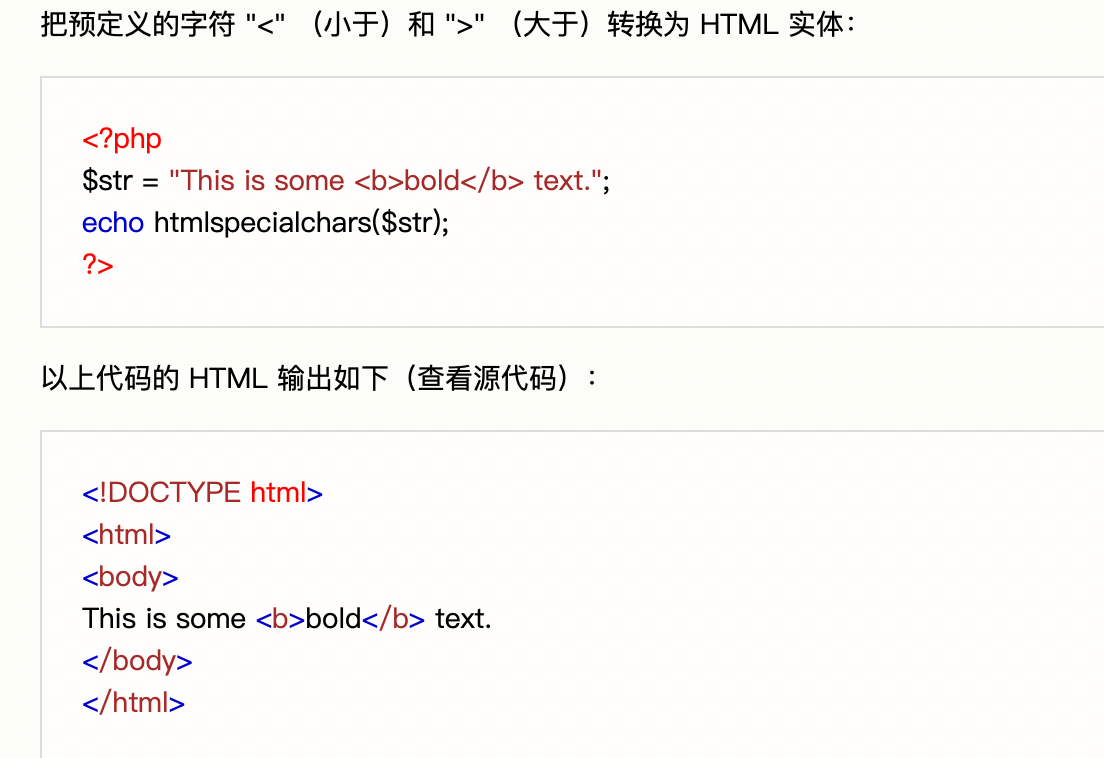 把预定义的字符 "<" （小于）和 ">" （大于）转换为 HTML 实体：
<?php
$str = "This is some <b>bold</b> text.";
echo htmlspecialchars($str);
?>
以上代码的 HTML 输出如下（查看源代码）：
<!DOCTYPE html>
<html>
<body>
This is some <b>bold</b> text.
</body>
</html>